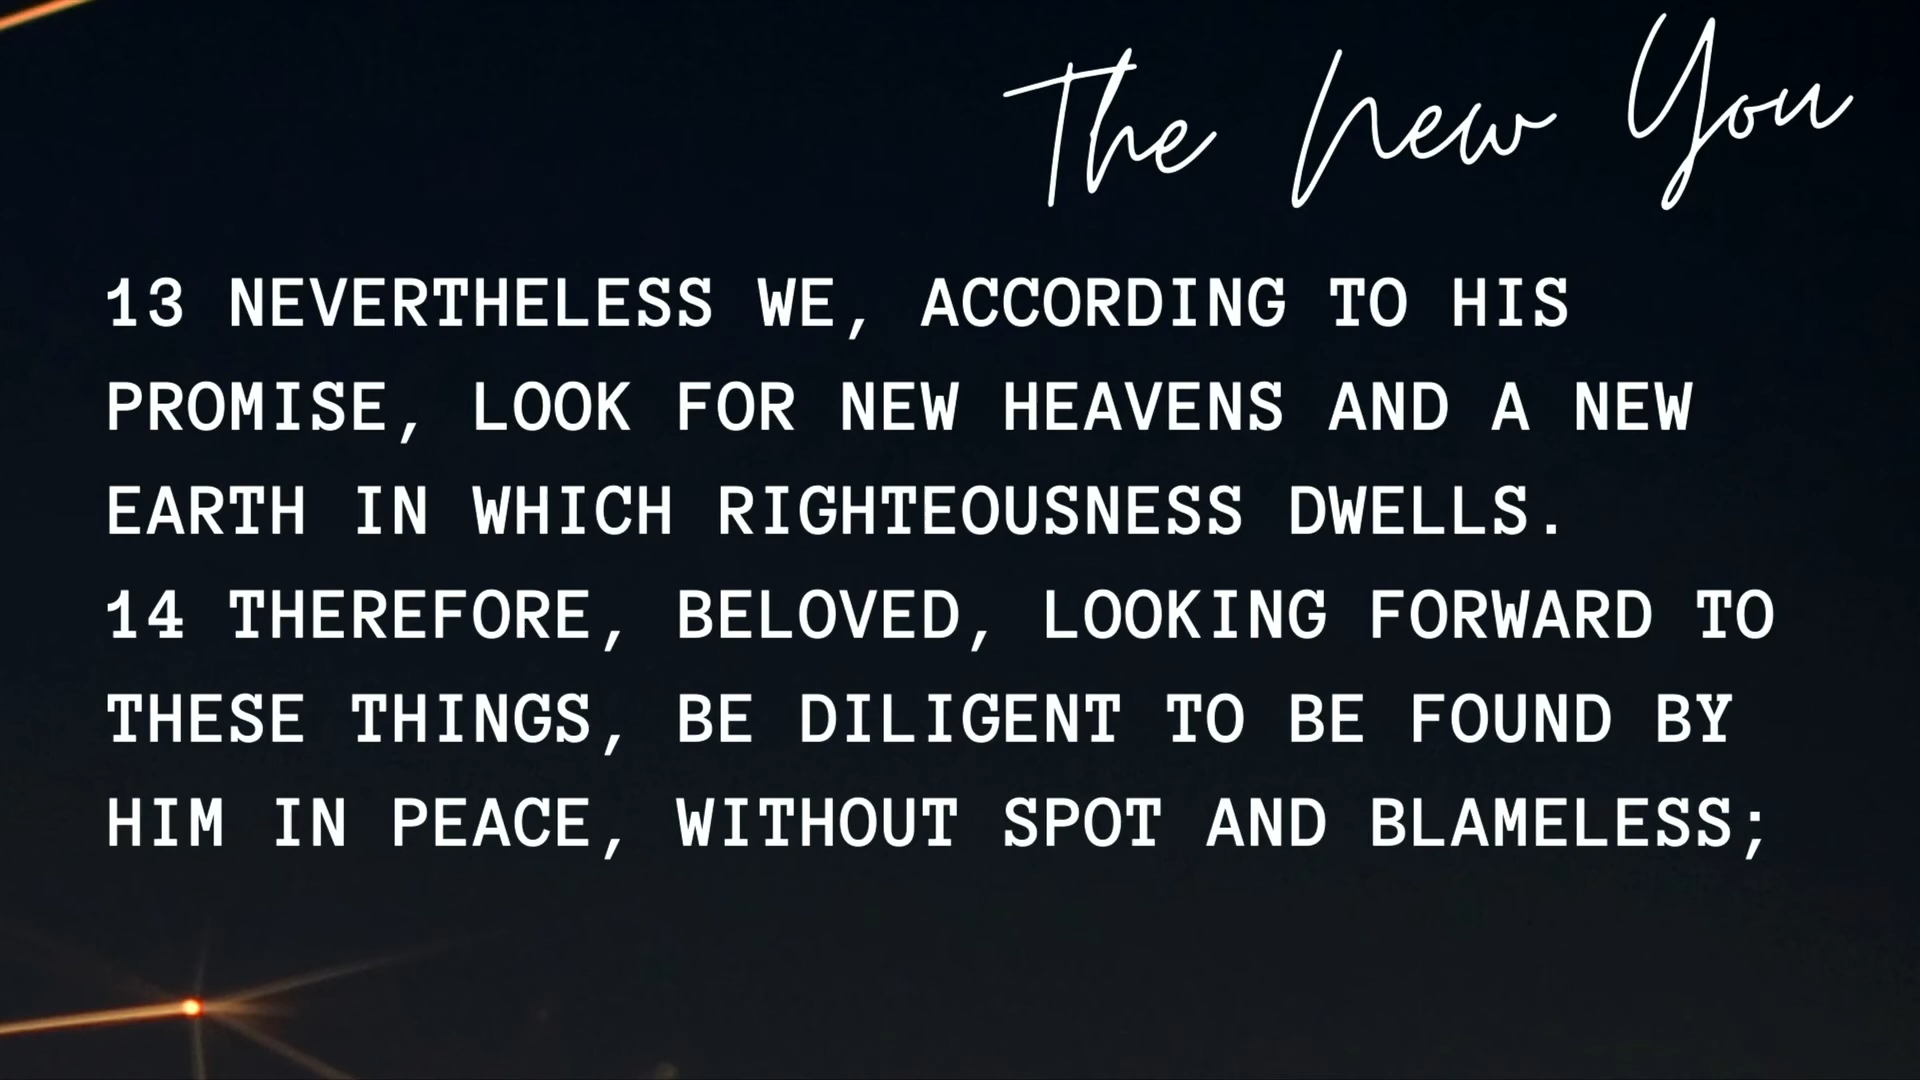 The New You
13 NEVERTHELESS WE, ACCORDING TO HIS
PROMISE, LOOK FOR NEW HEAVENS AND A NEW
EARTH IN WHICH RIGHTEOUSNESS DWELLS.
14 THEREFORE, BELOVED, LOOKING FORWARD TO
THESE THINGS, BE DILIGENT TO BE FOUND BY
HIM IN PEACE, WITHOUT SPOT AND BLAMELESS;